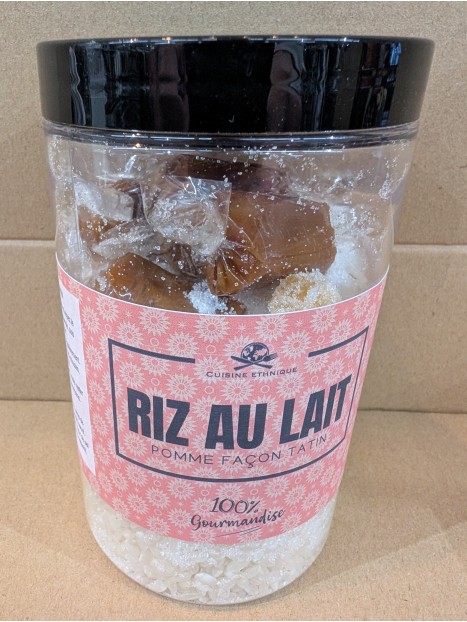 CUISINE ETHNIQUE
RIZ AU LAIT
POMME FAÇON TATIN
100%
Gourmandise